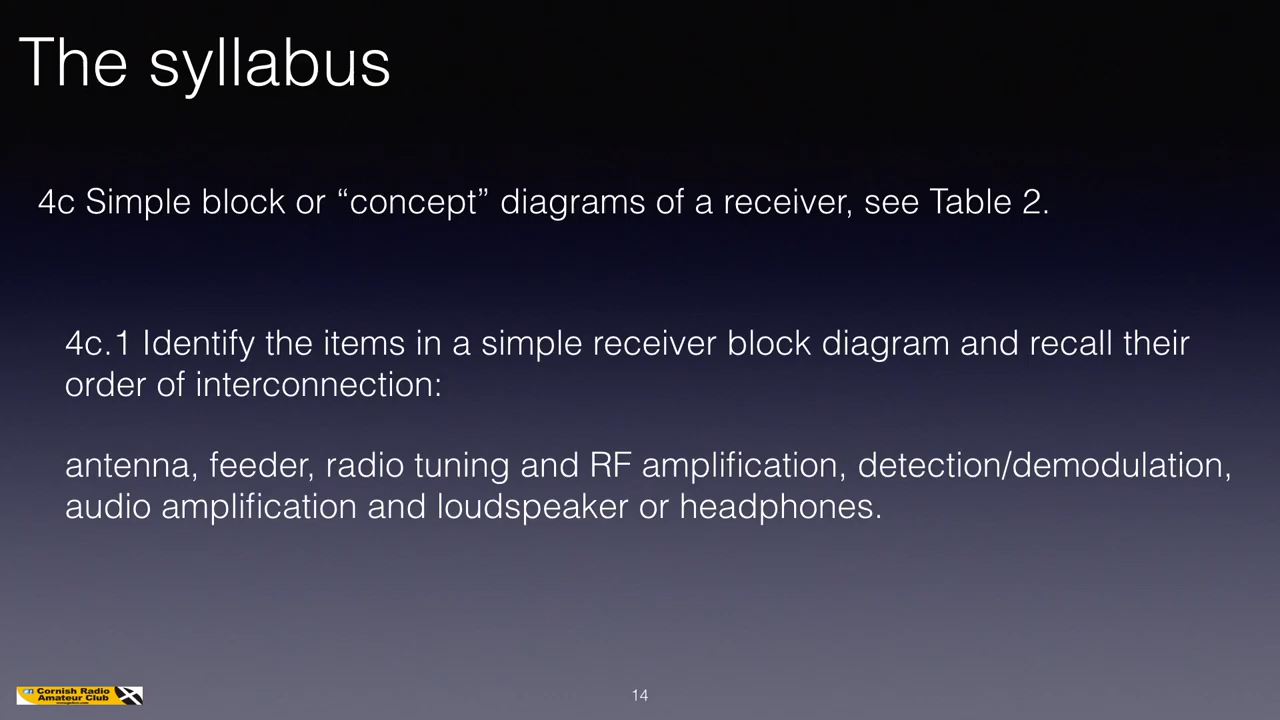 The syllabus
4c Simple block or “concept” diagrams of a receiver, see Table 2.
4c.1 Identify the items in a simple receiver block diagram and recall their
order of interconnection:
antenna, feeder, radio tuning and RF amplification, detection/demodulation,
audio amplification and loudspeaker or headphones.
Cornish Radio
Amateur Club
14